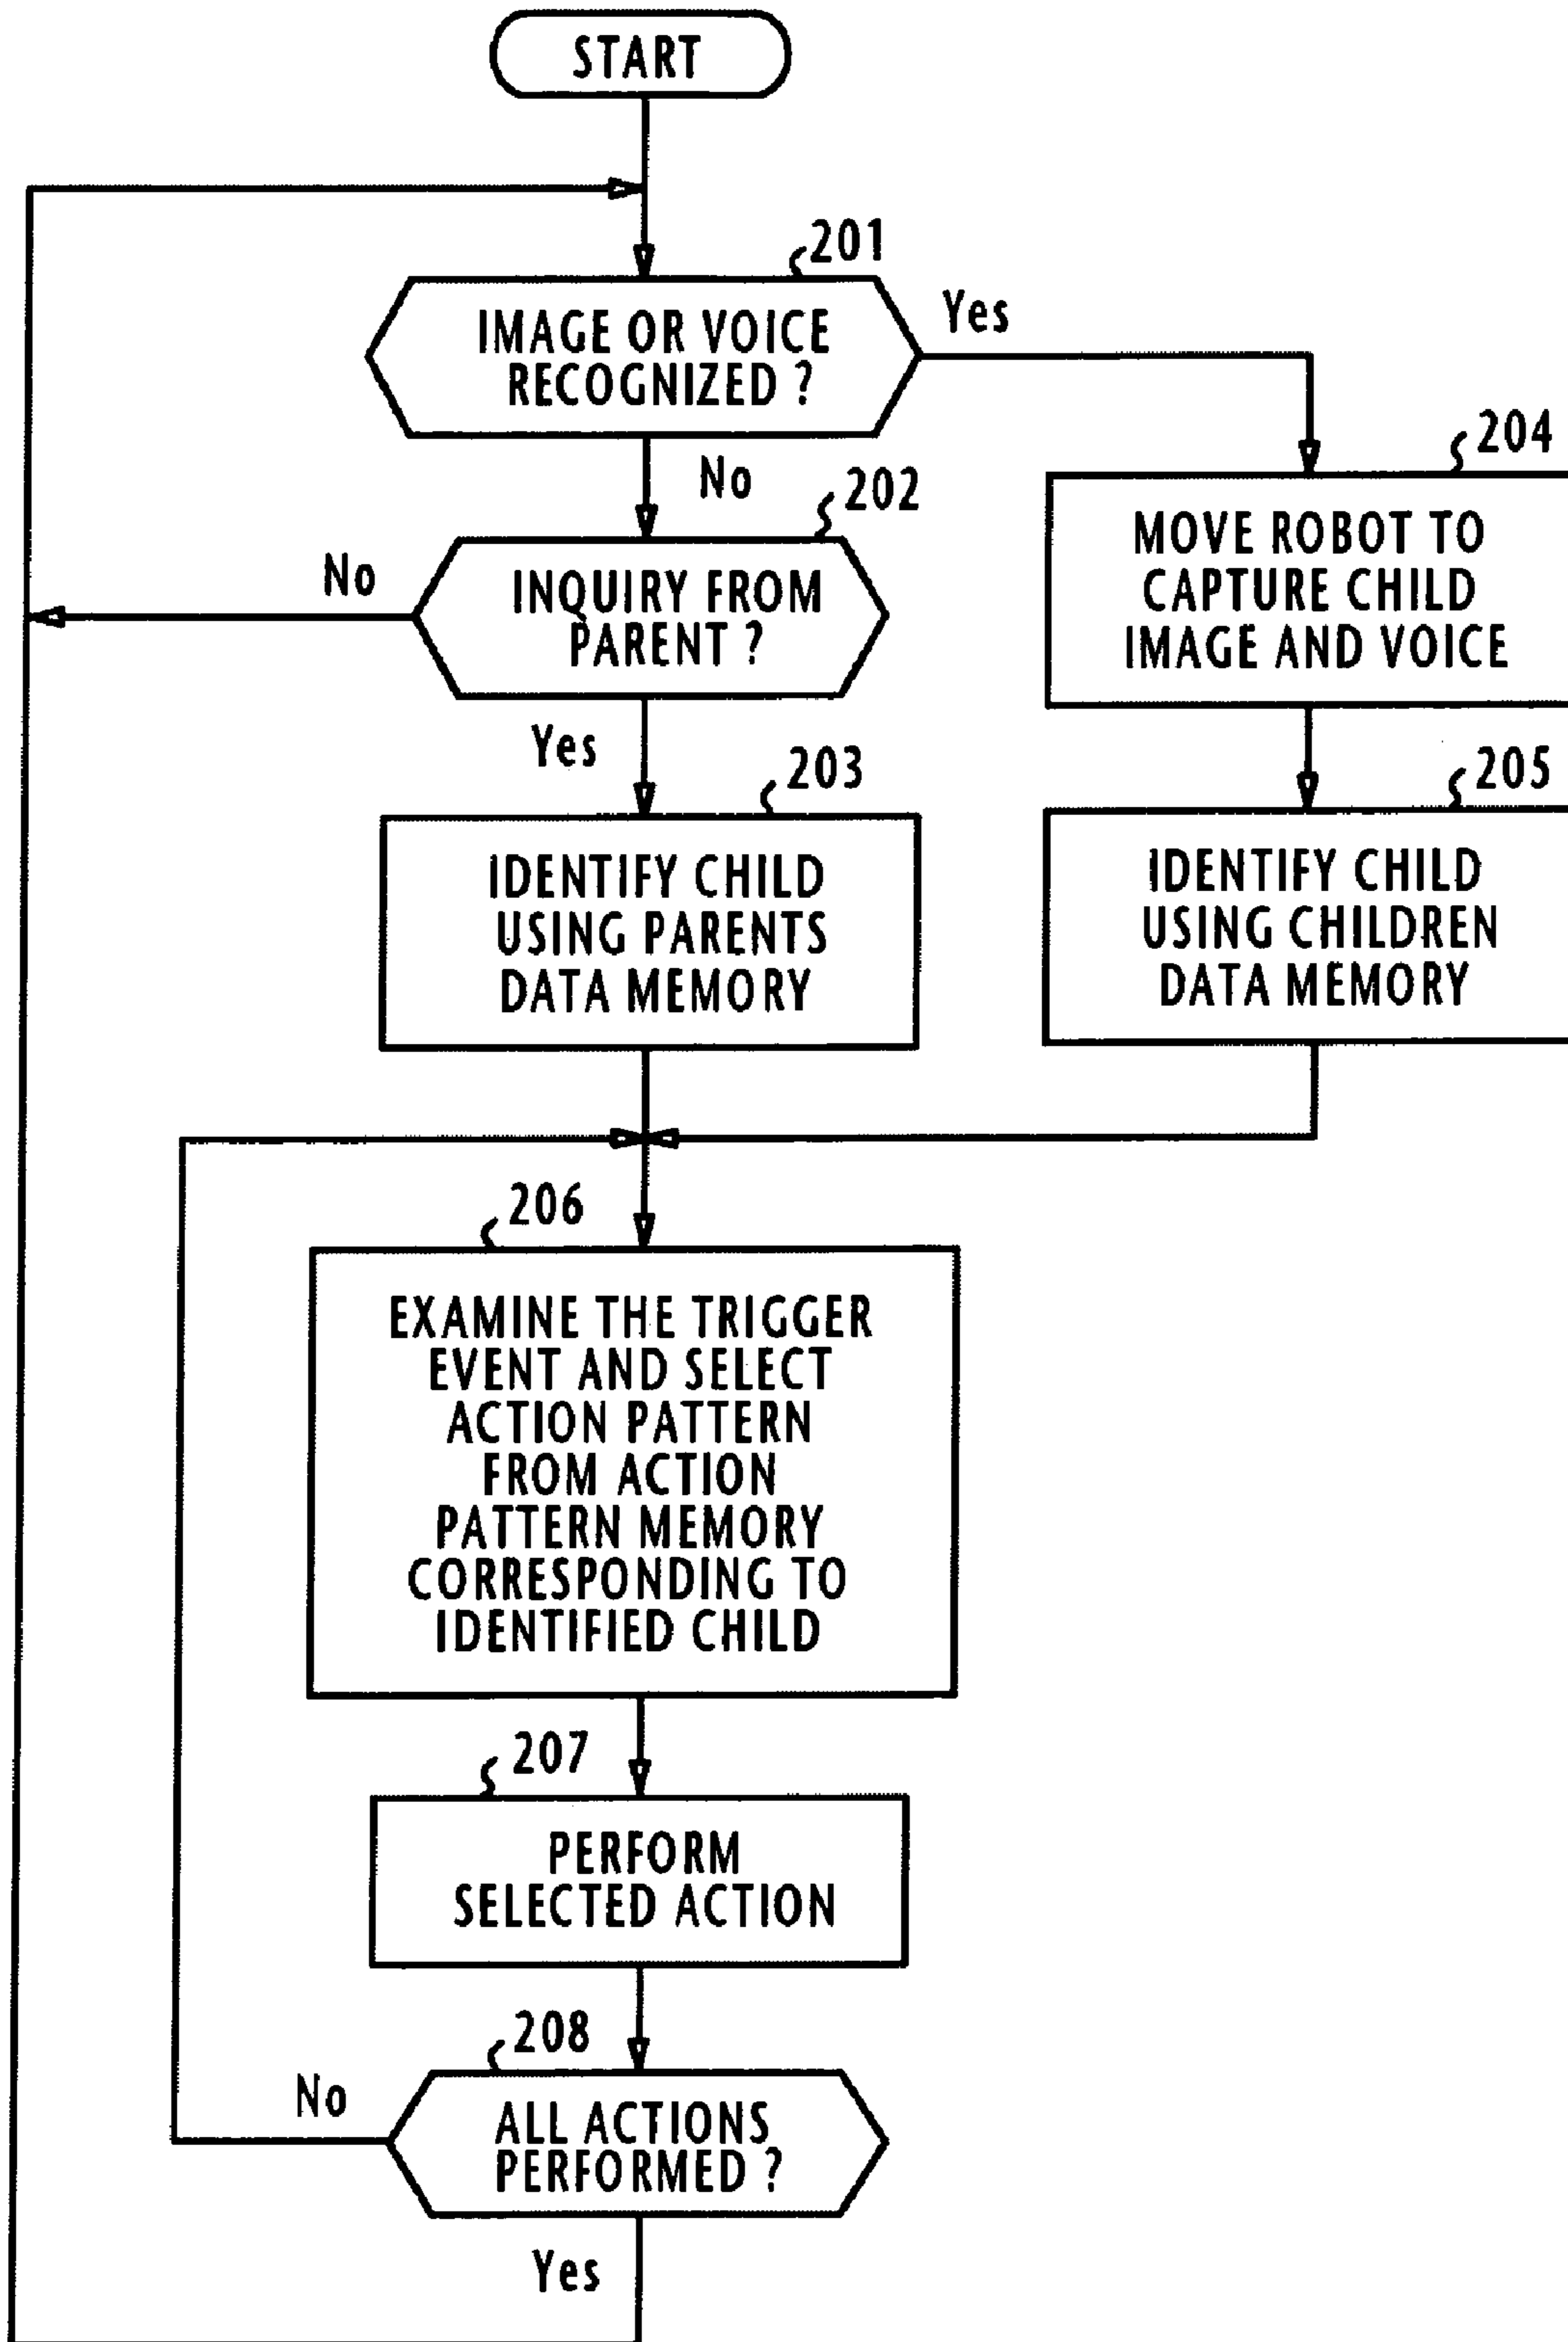 START
201
IMAGE OR VOICE
RECOGNIZED ?
Yes
No
202
INQUIRY FROM
PARENT ?
No
Yes
204
MOVE ROBOT TO
CAPTURE CHILD
IMAGE AND VOICE
203
IDENTIFY CHILD
USING PARENTS
DATA MEMORY
205
IDENTIFY CHILD
USING CHILDREN
DATA MEMORY
206
EXAMINE THE TRIGGER
EVENT AND SELECT
ACTION PATTERN
FROM ACTION
PATTERN MEMORY
CORRESPONDING TO
IDENTIFIED CHILD
207
PERFORM
SELECTED ACTION
208
ALL ACTIONS
PERFORMED ?
No
Yes